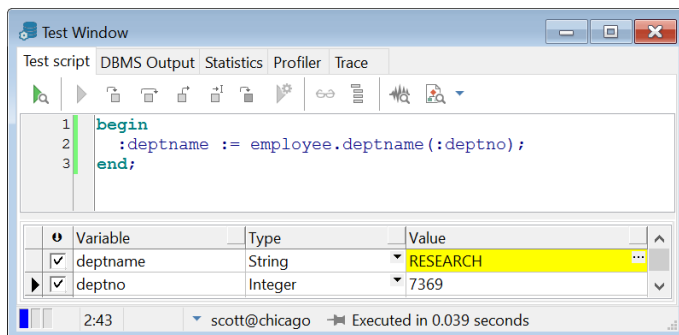 Test Window
Test script DBMS Output Statistics Profiler Trace
1 begin
2 :deptname := employee.deptname(:deptno);
3 end;
Variable Type Value
deptname String RESEARCH
deptno Integer 7369
2:43 scott@chicago Executed in 0.039 seconds